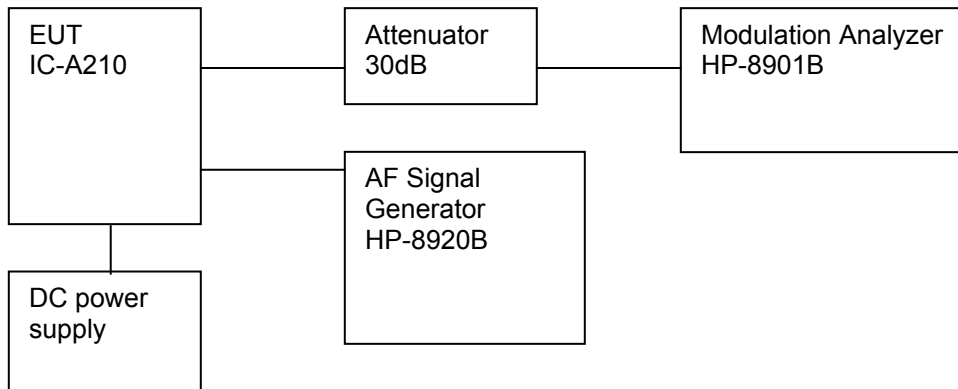 EUT
IC-A210
Attenuator
30dB
Modulation Analyzer
HP-8901B
AF Signal
Generator
HP-8920B
DC power
supply